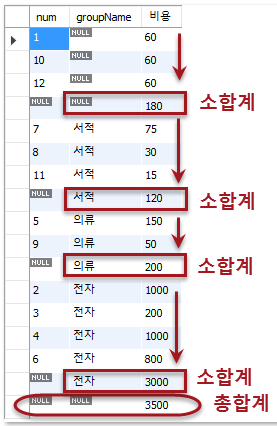 num groupName 비용
1 NULL 60
10 NULL 60
12 NULL 60
NULL NULL 180 소합계
7 서적 75
8 서적 30
11 서적 15
NULL 서적 120 소합계
5 의류 150
9 의류 50
NULL 의류 200 소합계
2 전자 1000
3 전자 200
4 전자 1000
6 전자 800
NULL 전자 3000 소합계
NULL NULL 3500 총합계